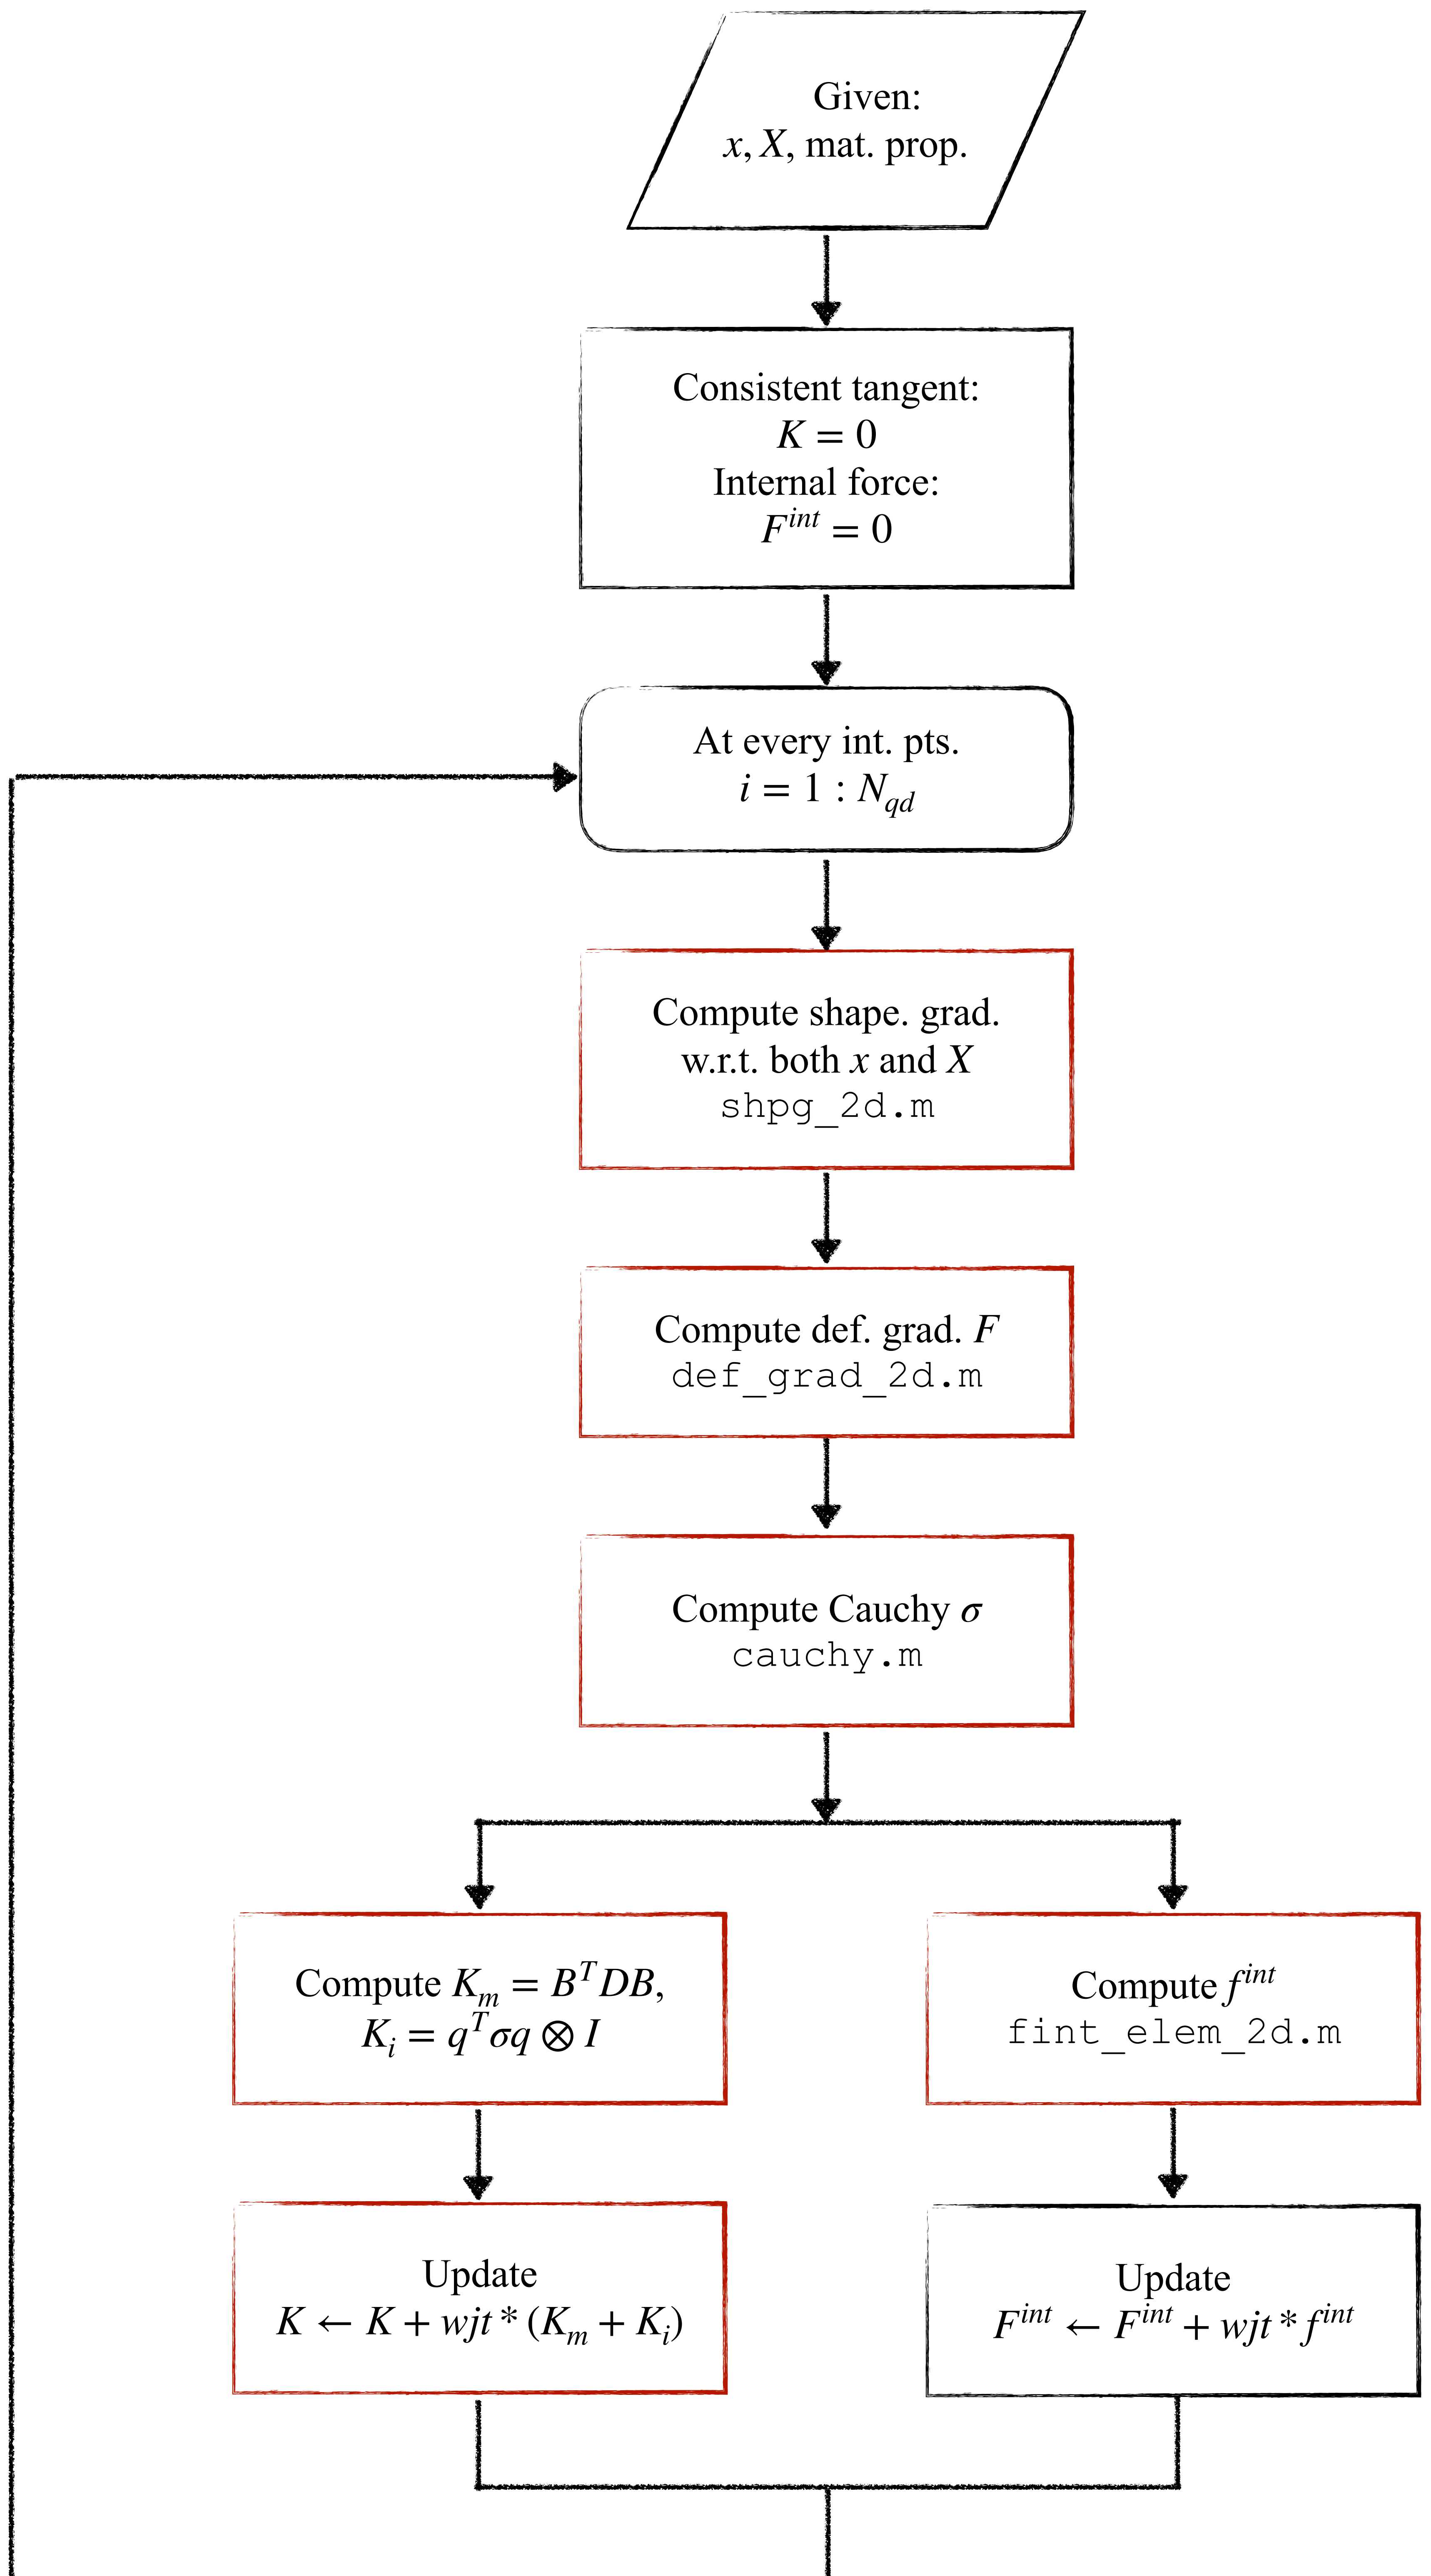 Given:
x, X, mat. prop.
Consistent tangent:
K = 0
Internal force:
F^{int} = 0
At every int. pts.
i = 1 : N_{qd}
Compute shape. grad.
w.r.t. both x and X
shpg_2d.m
Compute def. grad. F
def_grad_2d.m
Compute Cauchy σ
cauchy.m
Compute K_m = B^T DB,
K_i = q^T σq ⊗ I
Compute f^{int}
fint_elem_2d.m
Update
K ← K + wjt * (K_m + K_i)
Update
F^{int} ← F^{int} + wjt * f^{int}